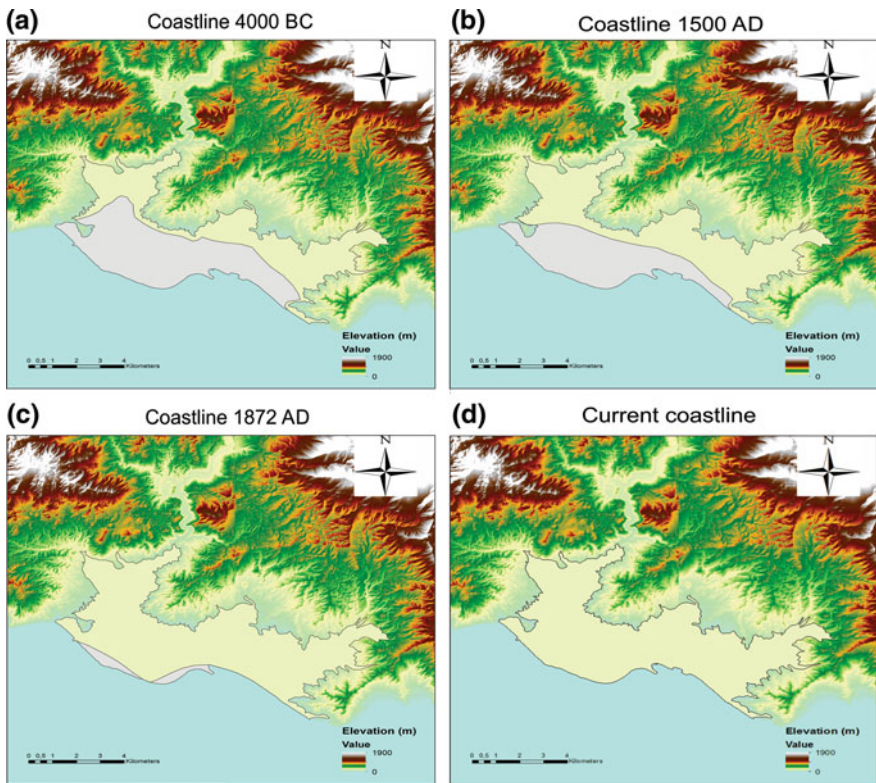 (a) Coastline 4000 BC
N
Elevation (m)
Value
1900
0
0 0,5 1 2 3 4
Kilometers
(b) Coastline 1500 AD
N
Elevation (m)
Value
1900
0
0 0,5 1 2 3 4
Kilometers
(c) Coastline 1872 AD
N
Elevation (m)
Value
1900
0
0 0,5 1 2 3 4
Kilometers
(d) Current coastline
N
Elevation (m)
Value
1900
0
0 0,5 1 2 3 4
Kilometers